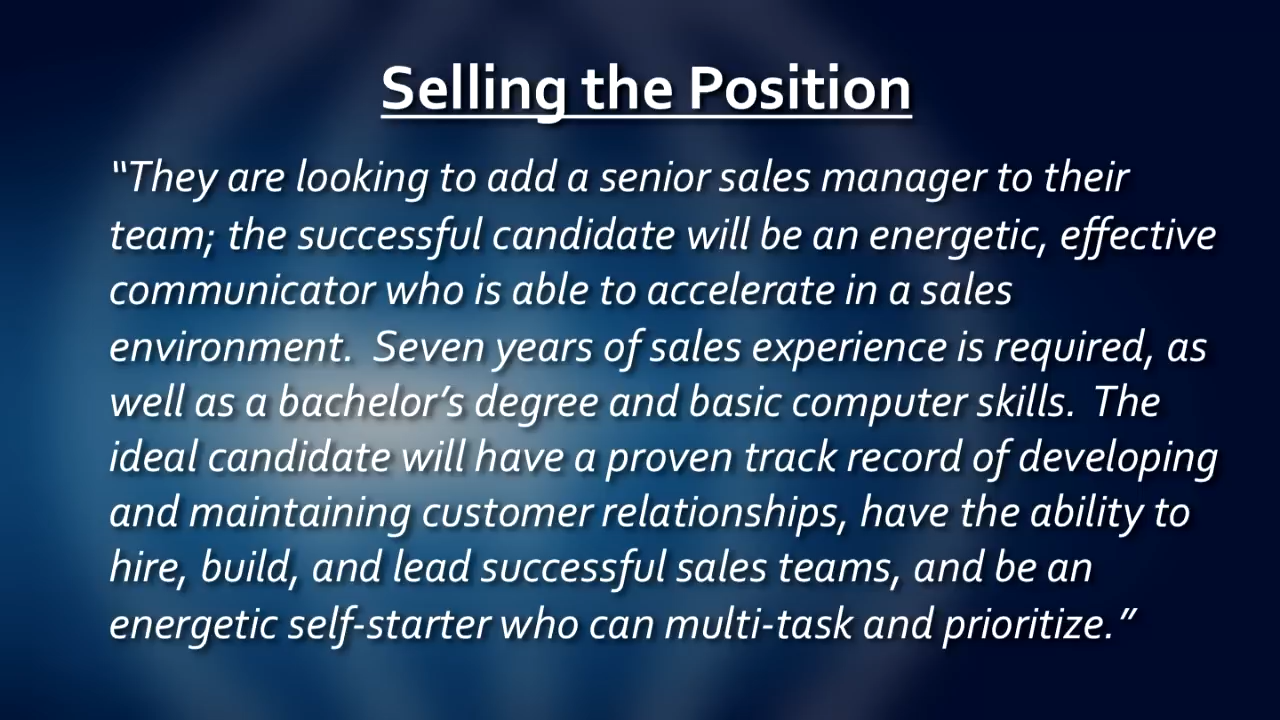 Selling the Position
“They are looking to add a senior sales manager to their
team; the successful candidate will be an energetic, effective
communicator who is able to accelerate in a sales
environment.  Seven years of sales experience is required, as
well as a bachelor’s degree and basic computer skills.  The
ideal candidate will have a proven track record of developing
and maintaining customer relationships, have the ability to
hire, build, and lead successful sales teams, and be an
energetic self-starter who can multi-task and prioritize.”